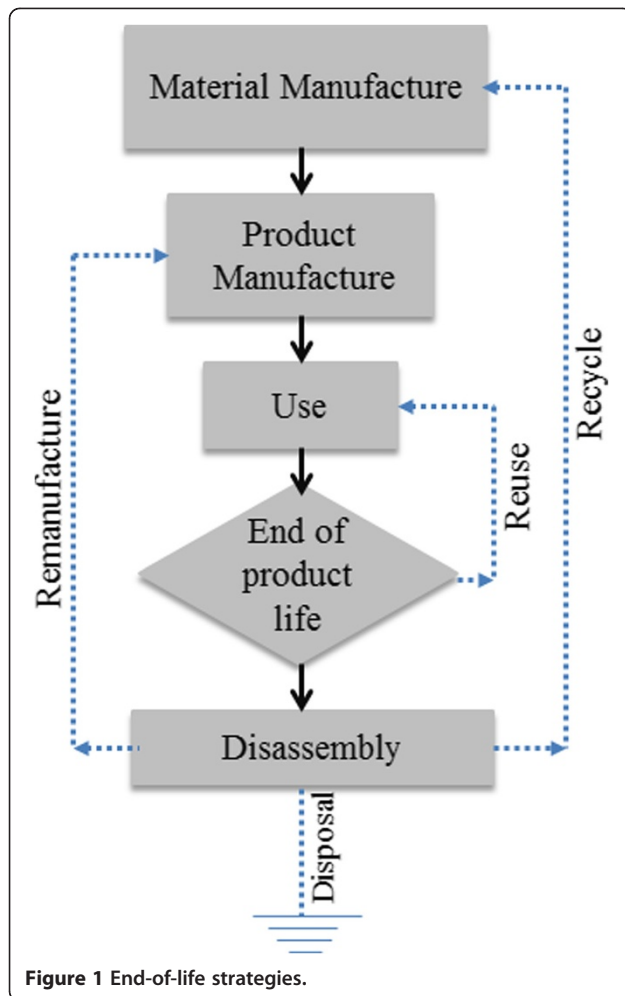 Material Manufacture
Product
Manufacture
Remanufacture
Use
Recycle
Reuse
End of
product
life
Disassembly
Disposal
Figure 1 End-of-life strategies.